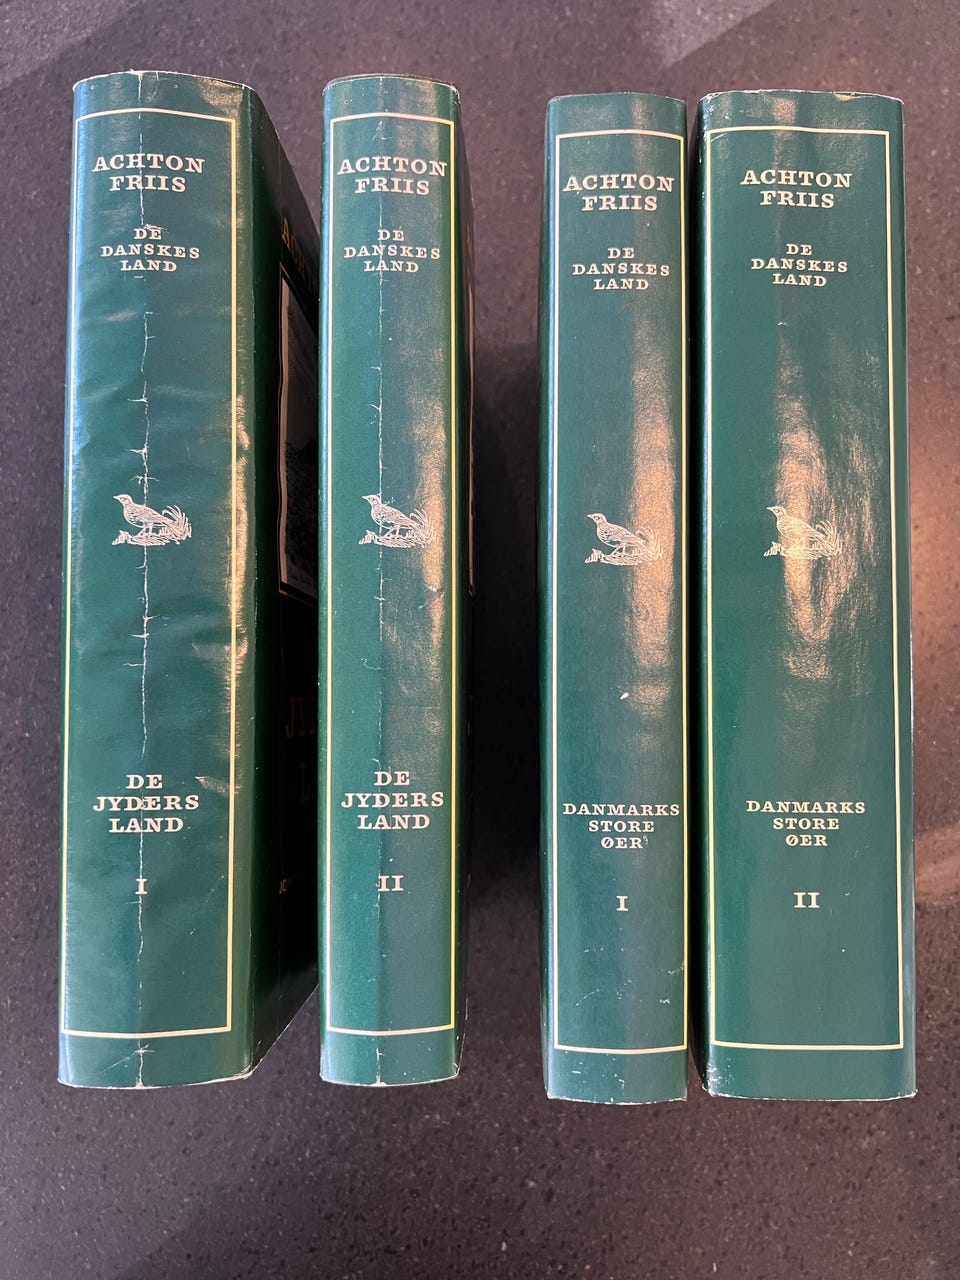 ACHTON
FRIIS
DE
DANSKES
LAND
DE
JYDERS
LAND
I
ACHTON
FRIIS
DE
DANSKES
LAND
DE
JYDERS
LAND
II
ACHTON
FRIIS
DE
DANSKES
LAND
DANMARKS
STORE
ØER
I
ACHTON
FRIIS
DE
DANSKES
LAND
DANMARKS
STORE
ØER
II